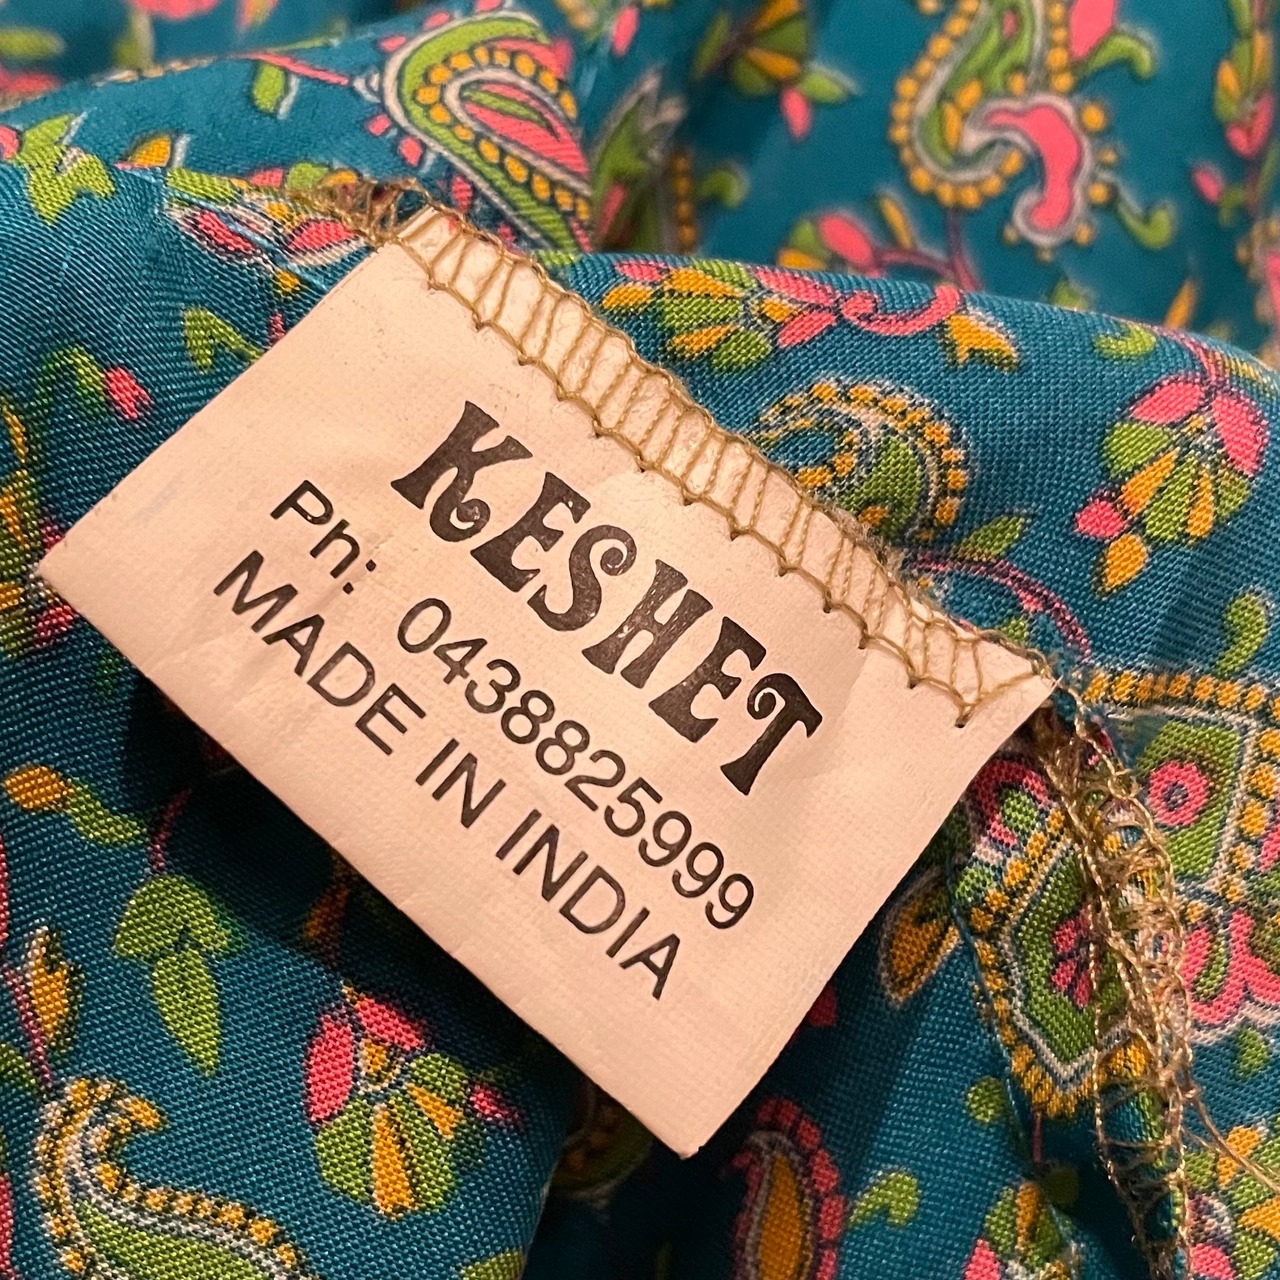 KESHET
Ph: 0438825999
MADE IN INDIA